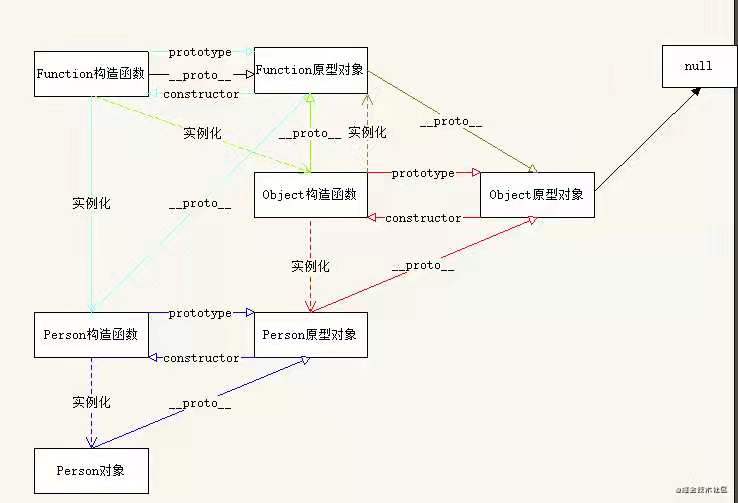 prototype
null
Function构造函数
__proto__
Function原型对象
constructor
实例化
__proto__
实例化
__proto__
prototype
Object构造函数
Object原型对象
constructor
实例化
__proto__
实例化
__proto__
prototype
Person构造函数
Person原型对象
constructor
实例化
__proto__
Person对象
@掘金技术社区